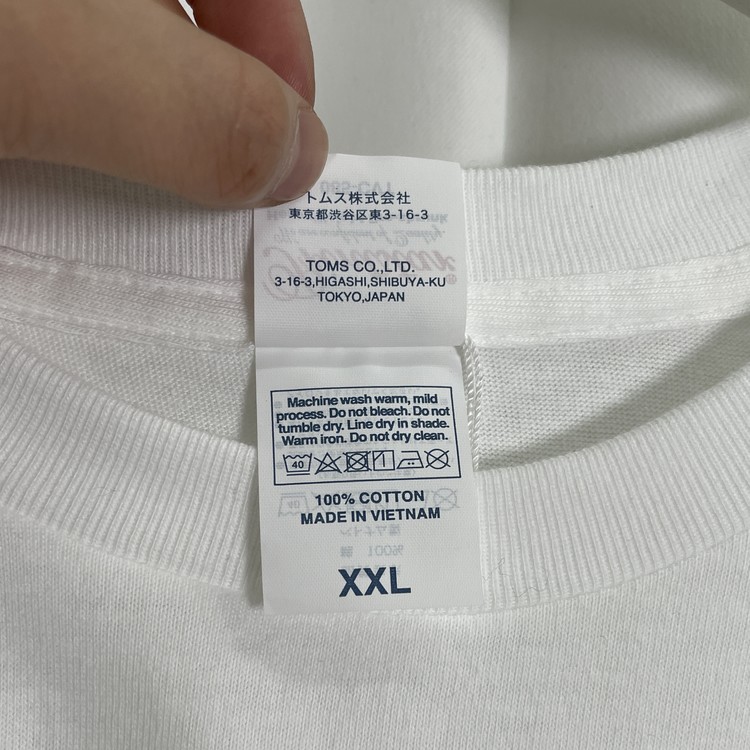 トムス株式会社
東京都渋谷区東3-16-3
TOMS CO.,LTD.
3-16-3,HIGASHI,SHIBUYA-KU
TOKYO,JAPAN
Machine wash warm, mild
process. Do not bleach. Do not
tumble dry. Line dry in shade.
Warm iron. Do not dry clean.
40
100% COTTON
MADE IN VIETNAM
XXL